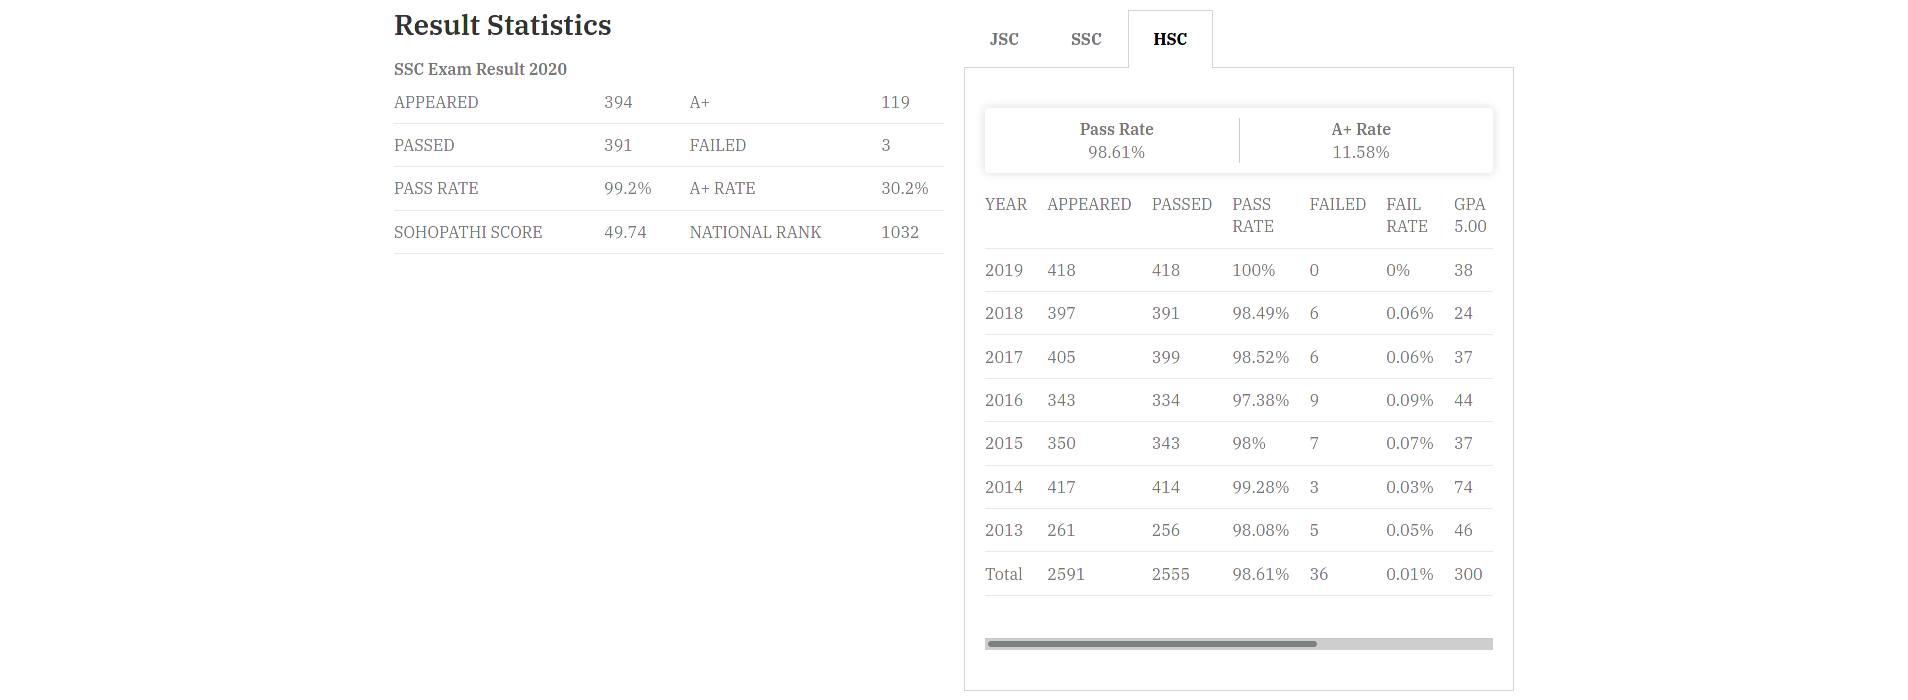 Result Statistics
SSC Exam Result 2020
APPEARED 394 A+ 119
PASSED 391 FAILED 3
PASS RATE 99.2% A+ RATE 30.2%
SOHOPATHI SCORE 49.74 NATIONAL RANK 1032
JSC SSC HSC
Pass Rate A+ Rate
98.61% 11.58%
YEAR APPEARED PASSED PASS FAILED FAIL GPA
RATE RATE 5.00
2019 418 418 100% 0 0% 38
2018 397 391 98.49% 6 0.06% 24
2017 405 399 98.52% 6 0.06% 37
2016 343 334 97.38% 9 0.09% 44
2015 350 343 98% 7 0.07% 37
2014 417 414 99.28% 3 0.03% 74
2013 261 256 98.08% 5 0.05% 46
Total 2591 2555 98.61% 36 0.01% 300